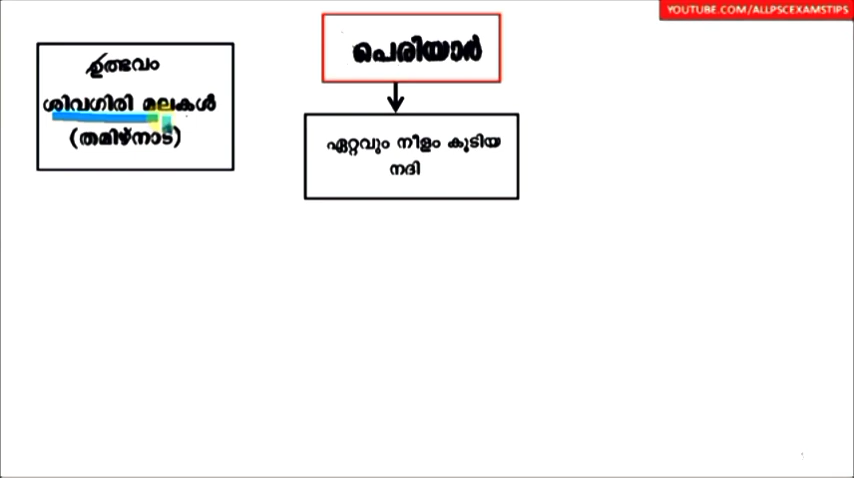 YOUTUBE.COM/ALLPSCEXAMSTIPS
പെരിയാർ
ഉത്ഭവം
ശിവഗിരി മലകൾ
(തമിഴ്നാട്)
ഏറ്റവും നീളം കൂടിയ
നദി